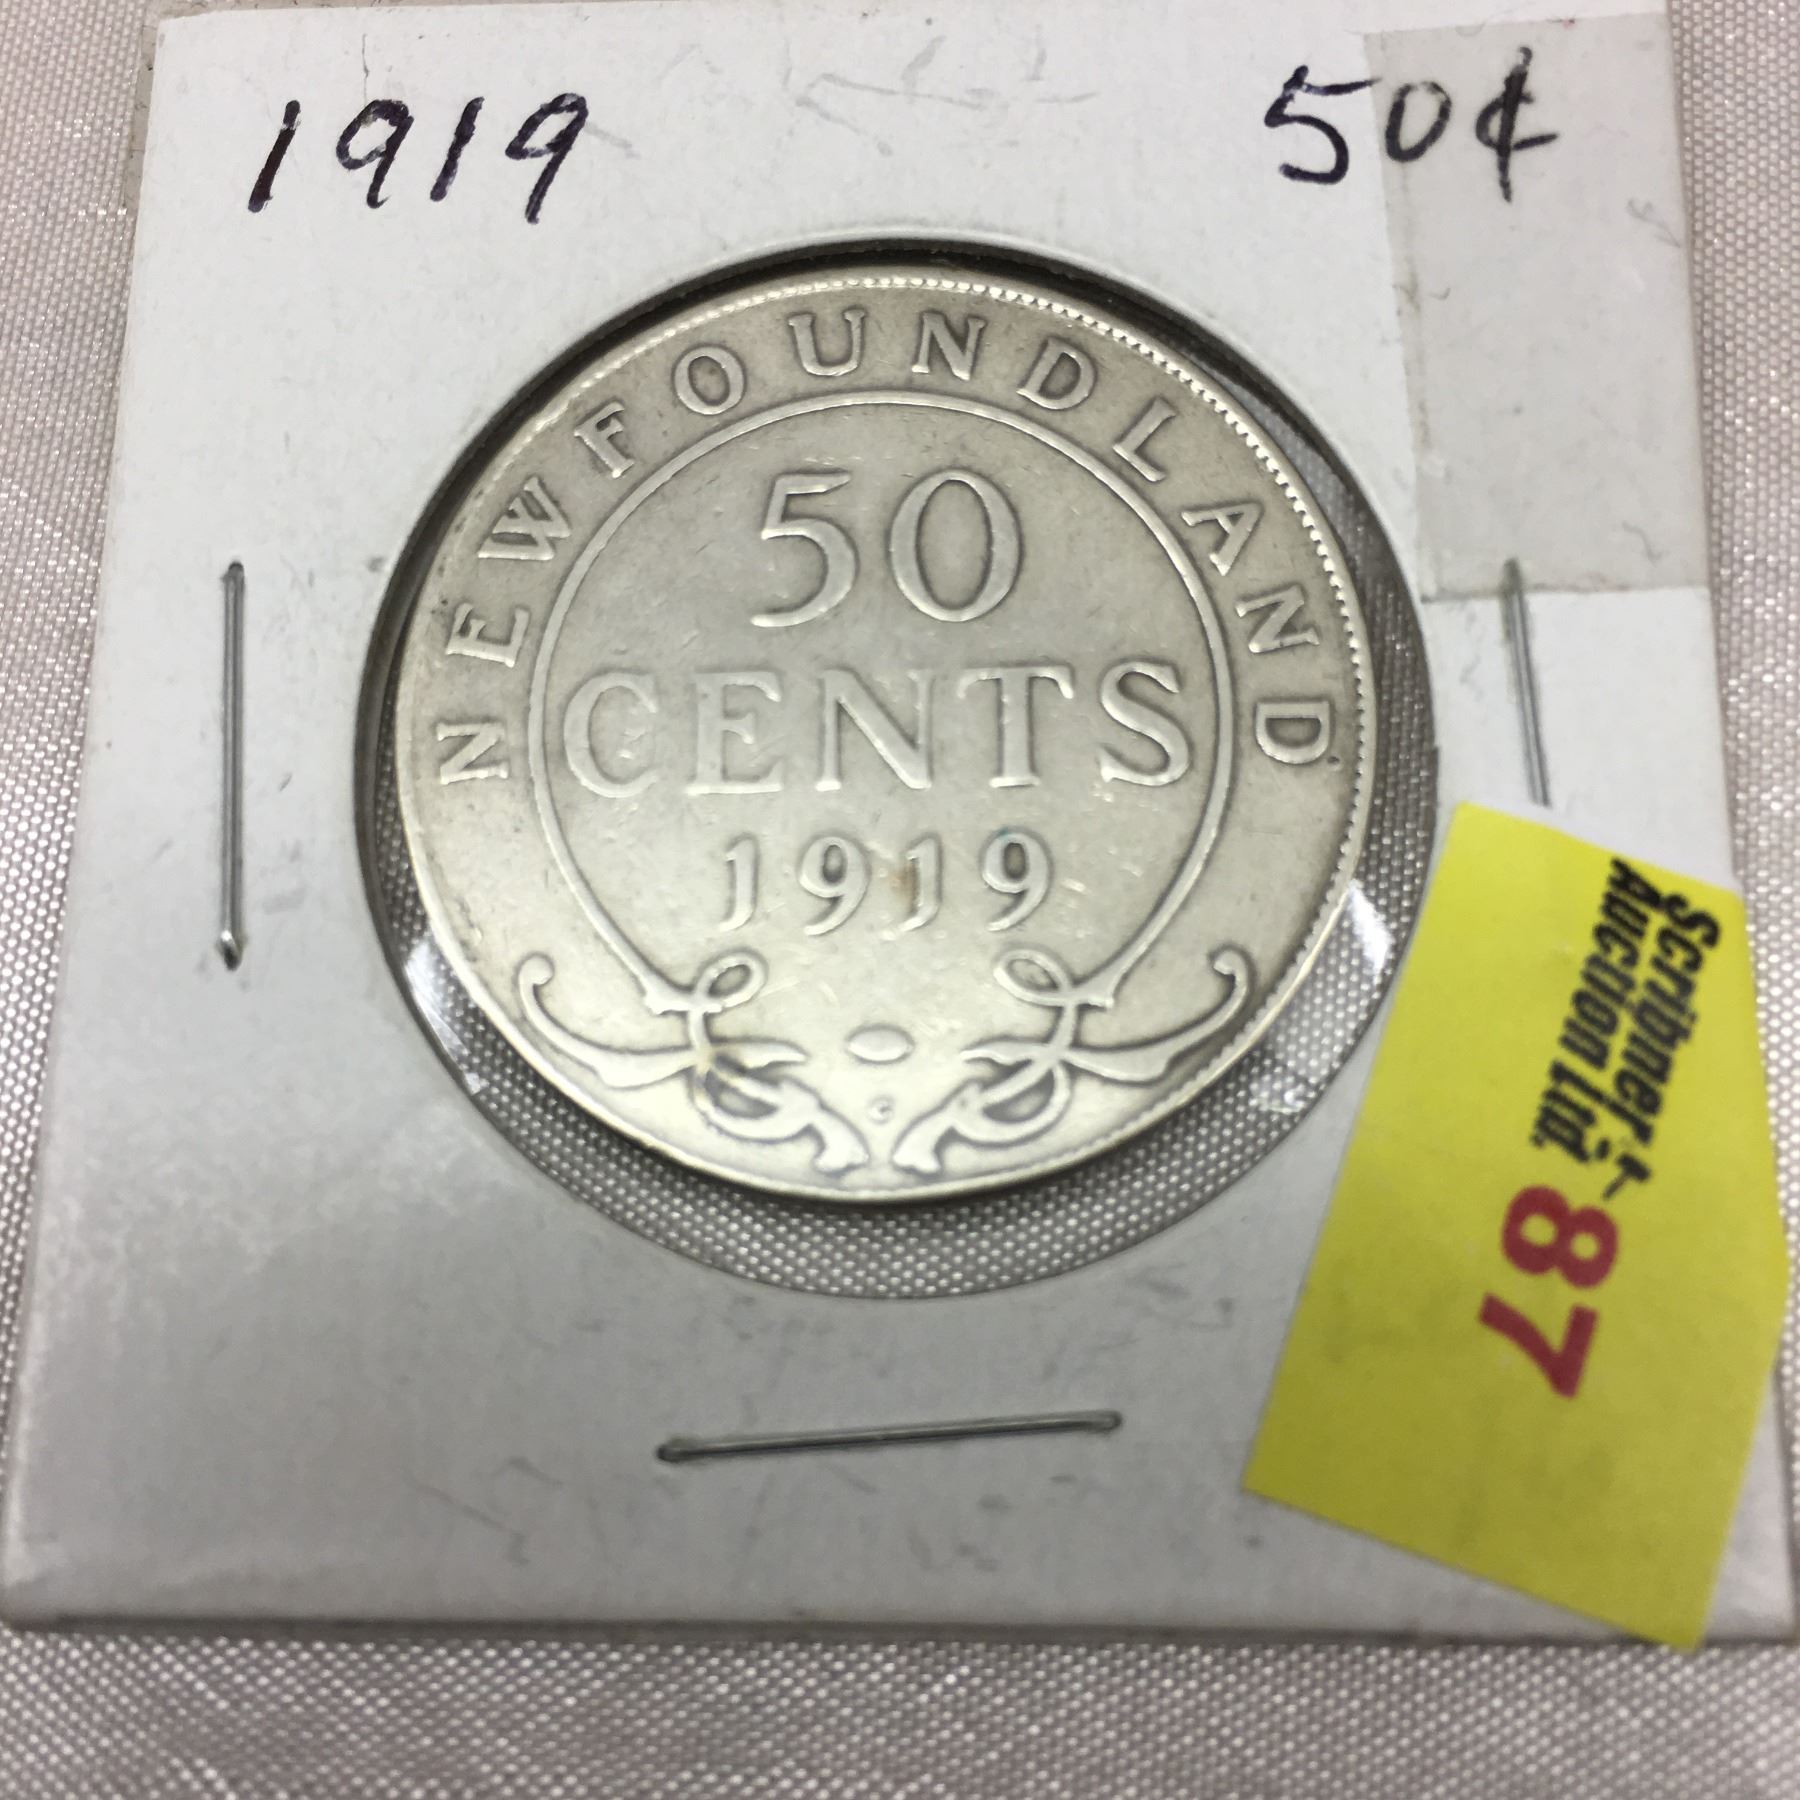 1919 50¢
NEWFOUNDLAND
50
CENTS
1919
C
Scribner
Auction Ltd.
87